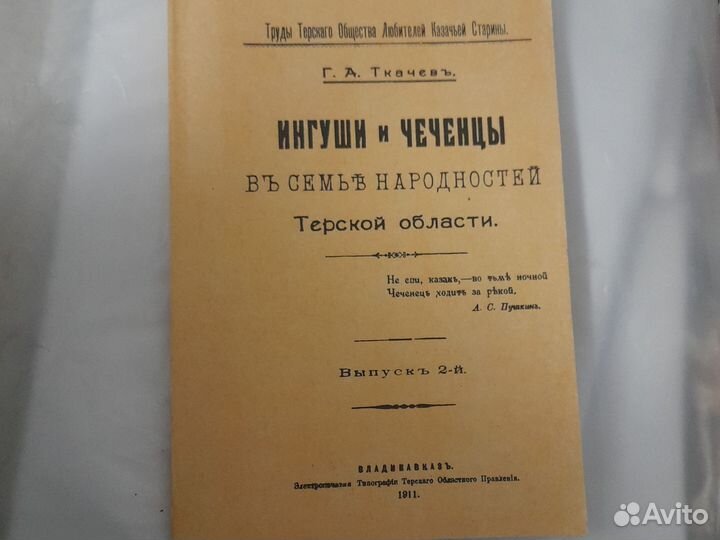 Труды Терскаго Общества Любителей Казачьей Старины.
Г. А. Ткачевъ.
ИНГУШИ и ЧЕЧЕНЦЫ
ВЪ СЕМЬѢ НАРОДНОСТЕЙ
Терской области.
Не спи, казакъ,—во тьмѣ ночной
Чеченецъ ходитъ за рѣкой.
А. С. Пушкинъ.
Выпускъ 2-й.
ВЛАДИКАВКАЗЪ.
Электропечатня Типографіи Терскаго Областного Правленія.
1911.
Avito